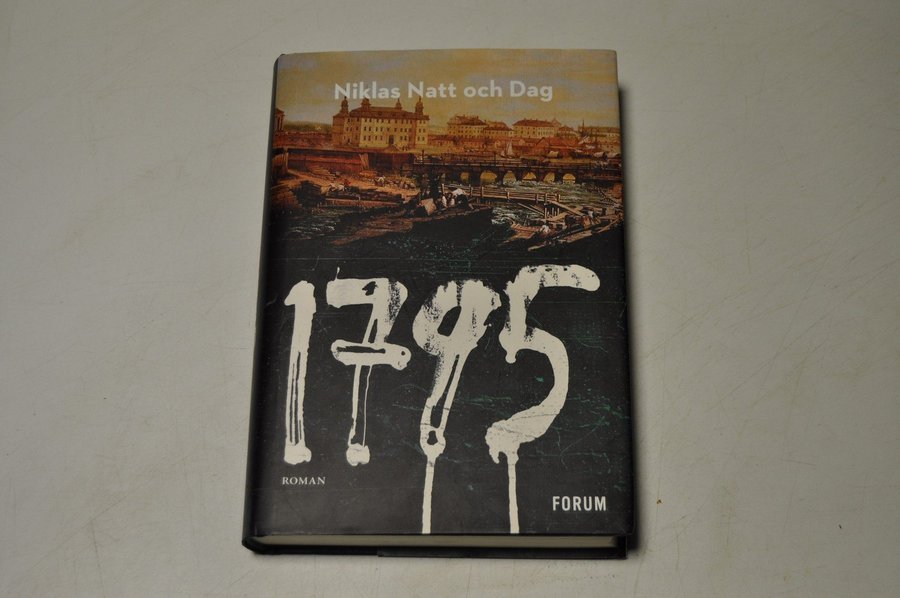 Niklas Natt och Dag
1795
ROMAN
FORUM